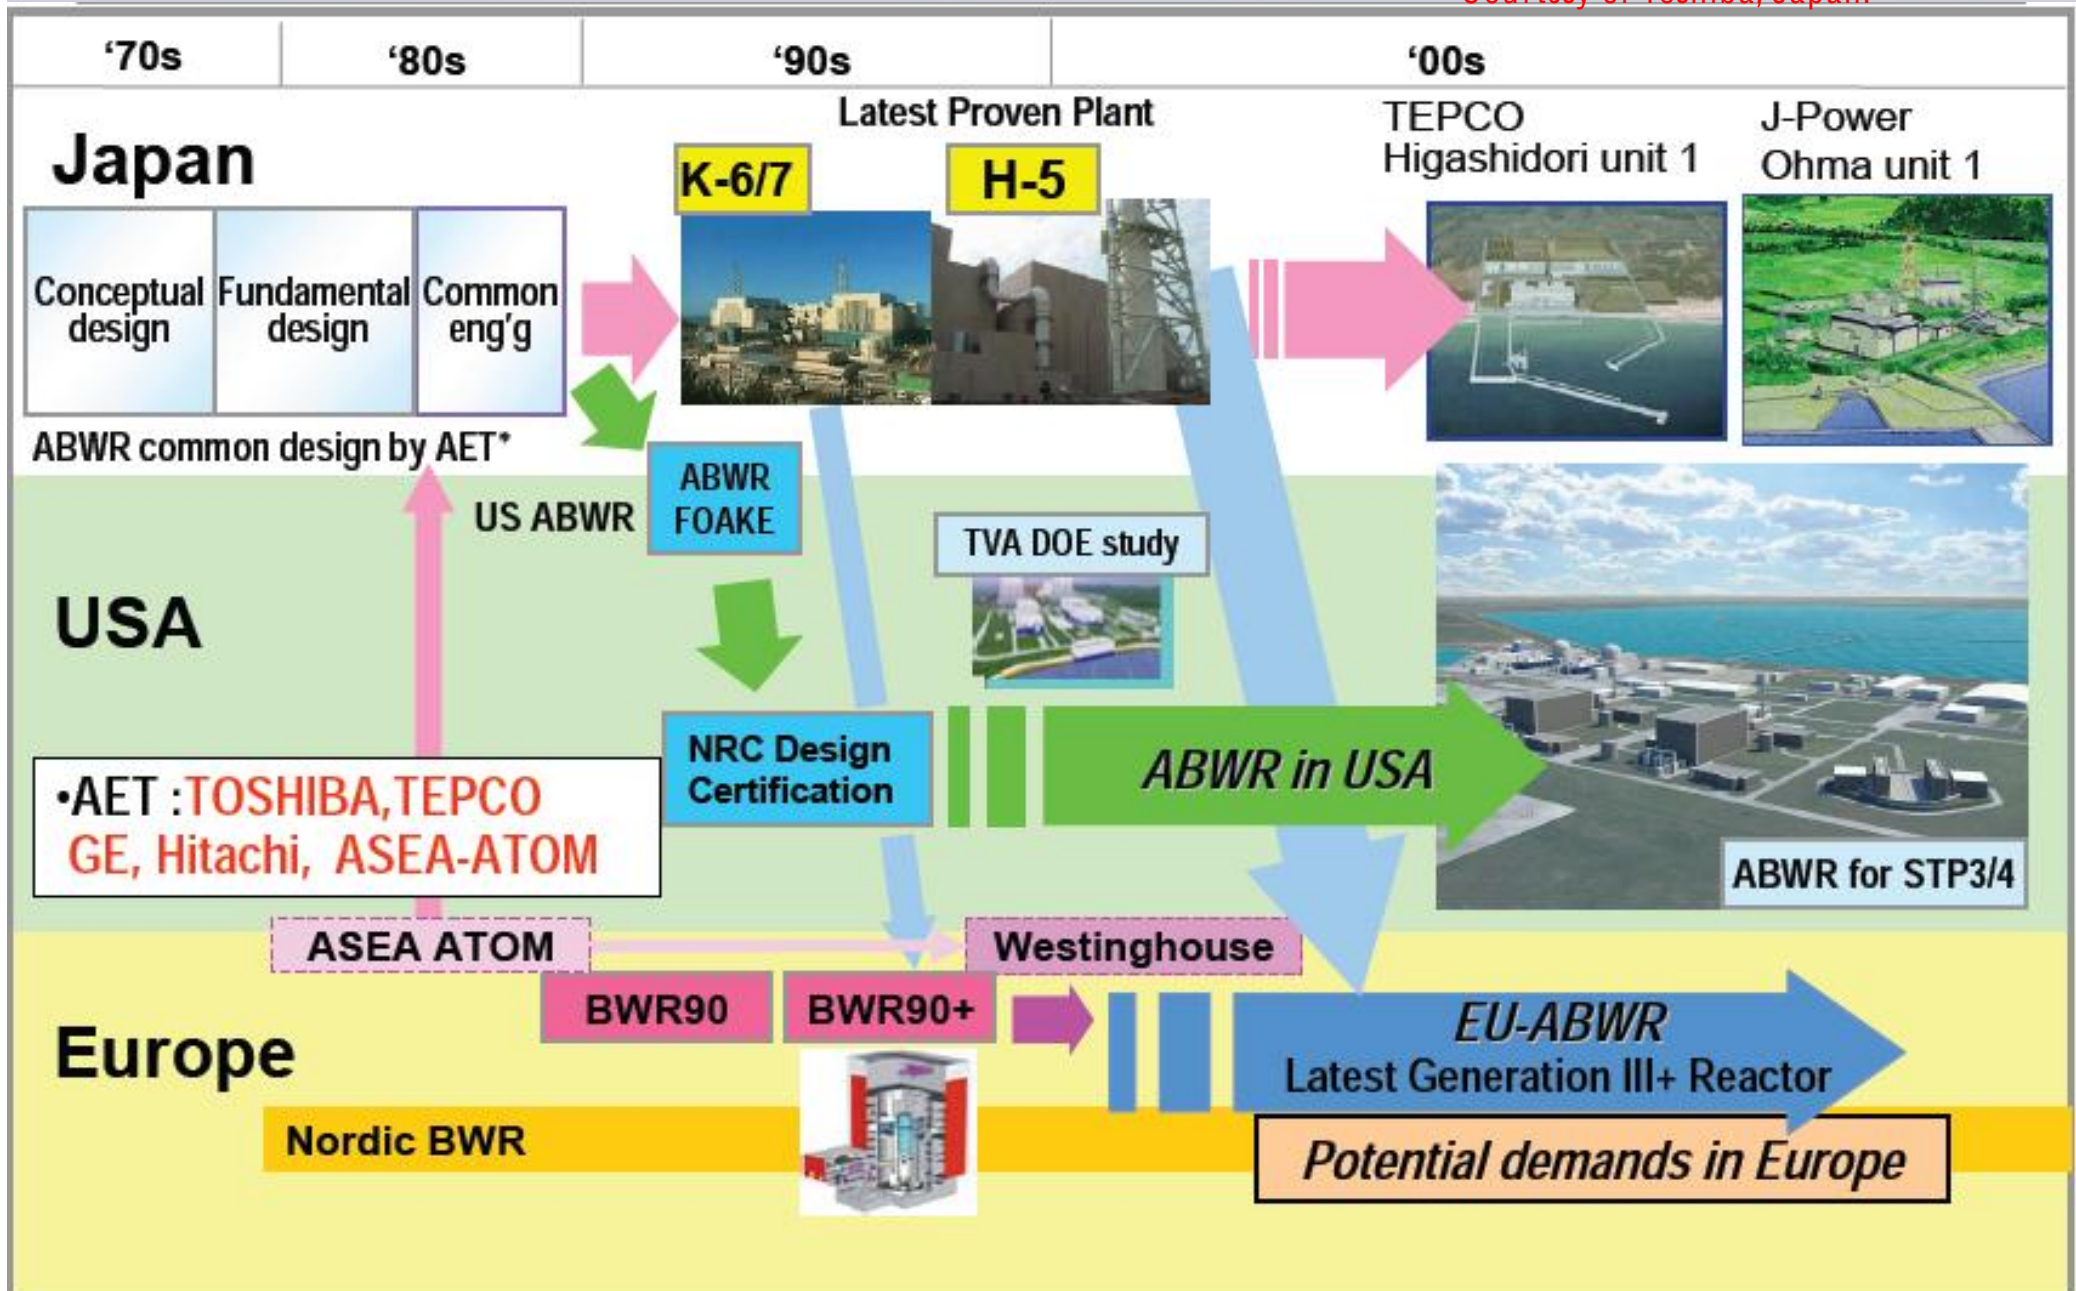 ‘70s
‘80s
‘90s
‘00s
Japan
Latest Proven Plant
K-6/7
H-5
TEPCO
Higashidori unit 1
J-Power
Ohma unit 1
Conceptual
design
Fundamental
design
Common
eng’g
ABWR common design by AET*
US ABWR
ABWR
FOAKE
TVA DOE study
USA
NRC Design
Certification
ABWR in USA
•AET :TOSHIBA,TEPCO
GE, Hitachi, ASEA-ATOM
ABWR for STP3/4
ASEA ATOM
Westinghouse
BWR90
BWR90+
Europe
EU-ABWR
Latest Generation III+ Reactor
Nordic BWR
Potential demands in Europe